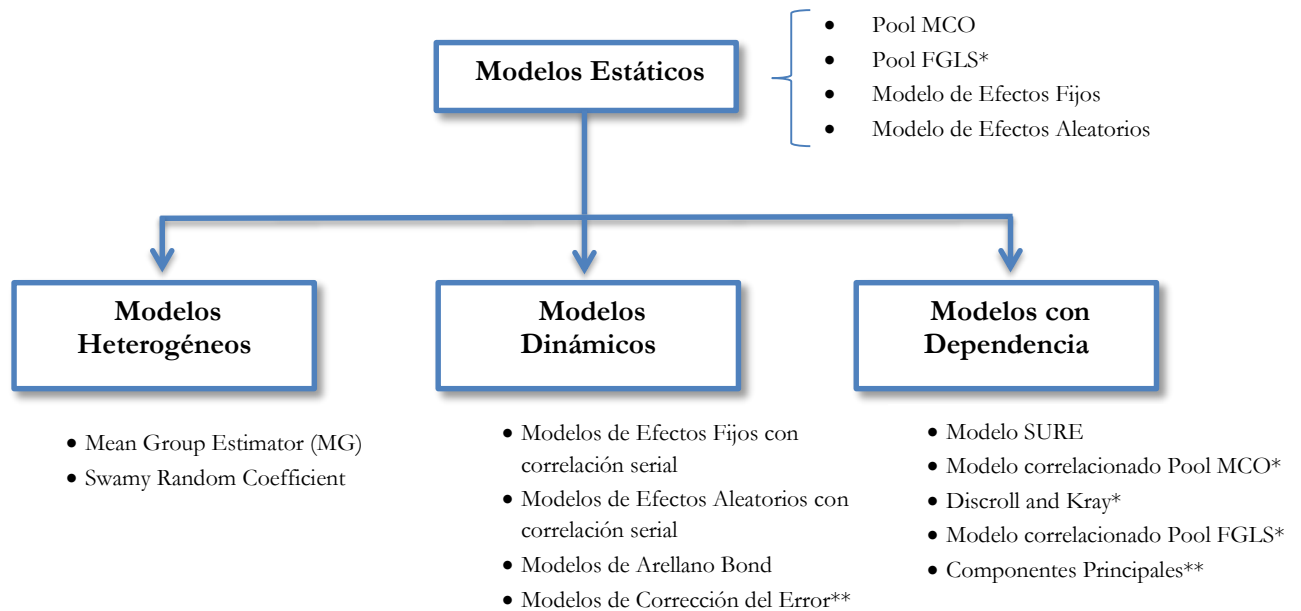 Modelos Estáticos
• Pool MCO
• Pool FGLS*
• Modelo de Efectos Fijos
• Modelo de Efectos Aleatorios
Modelos
Heterogéneos
• Mean Group Estimator (MG)
• Swamy Random Coefficient
Modelos
Dinámicos
• Modelos de Efectos Fijos con
correlación serial
• Modelos de Efectos Aleatorios con
correlación serial
• Modelos de Arellano Bond
• Modelos de Corrección del Error**
Modelos con
Dependencia
• Modelo SURE
• Modelo correlacionado Pool MCO*
• Discroll and Kray*
• Modelo correlacionado Pool FGLS*
• Componentes Principales**